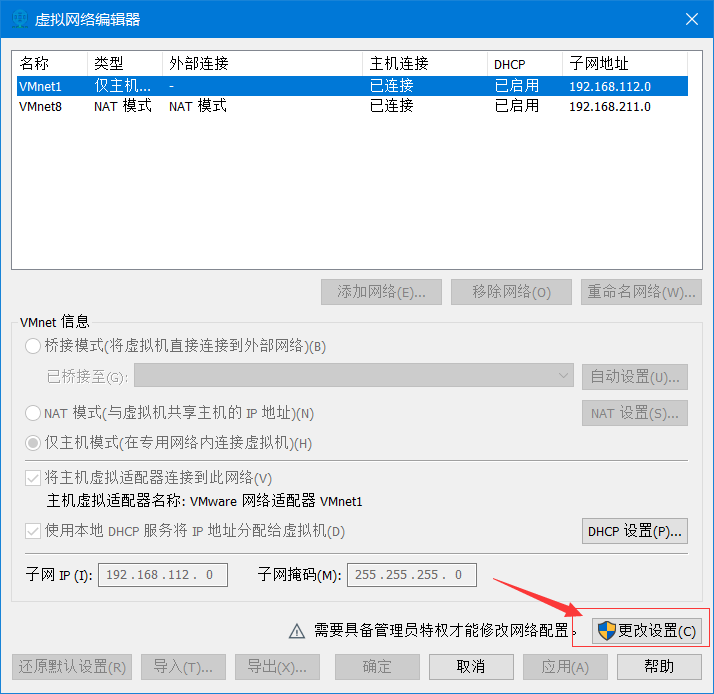 虚拟网络编辑器
名称 类型 外部连接 主机连接 DHCP 子网地址
VMnet1 仅主机... - 已连接 已启用 192.168.112.0
VMnet8 NAT 模式 NAT 模式 已连接 已启用 192.168.211.0
添加网络(E)... 移除网络(O) 重命名网络(W)...
VMnet 信息
桥接模式(将虚拟机直接连接到外部网络)(B)
已桥接至(G): 自动设置(U)...
NAT 模式(与虚拟机共享主机的 IP 地址)(N) NAT 设置(S)...
仅主机模式(在专用网络内连接虚拟机)(H)
将主机虚拟适配器连接到此网络(V)
主机虚拟适配器名称: VMware 网络适配器 VMnet1
使用本地 DHCP 服务将 IP 地址分配给虚拟机(D) DHCP 设置(P)...
子网 IP (I): 192 . 168 . 112 . 0 子网掩码(M): 255 . 255 . 255 . 0
需要具备管理员特权才能修改网络配置。 更改设置(C)
还原默认设置(R) 导入(T)... 导出(X)... 确定 取消 应用(A) 帮助